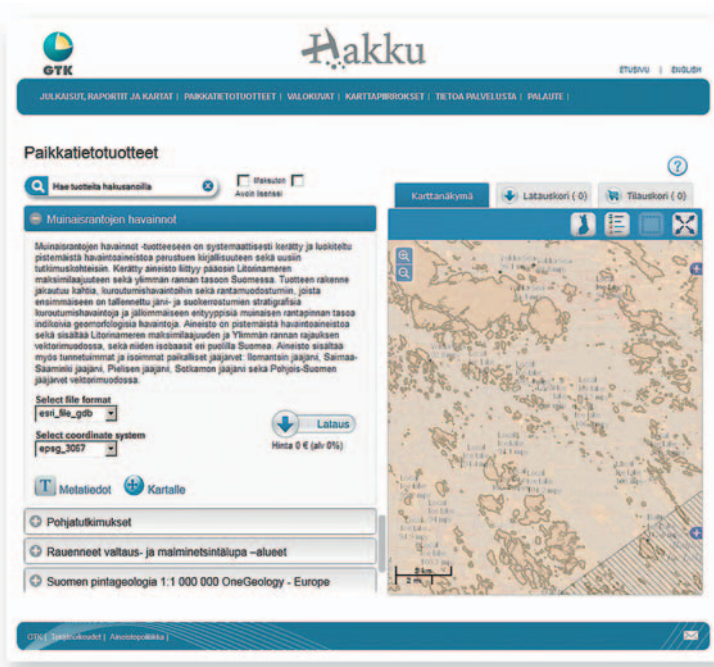 GTK
Hakku
ETUSIVU | ENGLISH
JULKAISUT, RAPORTIT JA KARTAT | PAIKKATIETOTUOTTEET | VALOKUVAT | KARTTAPIIRROKSET | TIETOA PALVELUSTA | PALAUTE |
Paikkatietotuotteet
Hae tuotteita hakusanoilla
Maksuton
Avoin lisenssi
Muinaisrantojen havainnot
Muinaisrantojen havainnot -tuotteeseen on systemaattisesti kerätty ja luokiteltu
pistemäistä havaintoaineistoa perustuen kirjallisuuteen sekä uusiin
tutkimuskohteisiin. Kerätty aineisto liittyy pääosin Litorinameren
maksimilaajuuteen sekä ylimmän rannan tasoon Suomessa. Tuotteen rakenne
jakautuu kahtia, kuroutumishavaintoihin sekä rantamuodostumiin, joista
ensimmäiseen on tallennettu järvi- ja suokerrostumien stratigrafisia
kuroutumishavaintoja ja jälkimmäiseen erityyppisiä muinaisen rantapinnan tasoa
indikoivia geomorfologisia havaintoja. Aineisto on pistemäistä havaintoaineistoa
sekä sisältää Litorinameren maksimilaajuuden ja Ylimmän rannan rajauksen
vektorimuodossa, sekä niiden isobaasit eri puolilla Suomea. Aineisto sisältää
myös tunnetuimmat ja isoimmat paikalliset jääjärvet: Ilomantsin jääjärvi, Saimaa-
Sääminki jääjärvi, Pielisen jääjärvi, Sotkamon jääjärvi sekä Pohjois-Suomen
jääjärvet vektorimuodossa.
Select file format
esri_file_gdb
Select coordinate system
epsg_3067
Lataus
Hinta 0 € (alv 0%)
T Metatiedot
Kartalle
Pohjatutkimukset
Rauenneet valtaus- ja malminetsintälupa –alueet
Suomen pintageologia 1:1 000 000 OneGeology - Europe
?
Karttanäkymä
Latauskori ( 0)
Tilauskori ( 0)
Local
Ice lake
GTK | Tekijänoikeudet | Aineistopolitiikka |